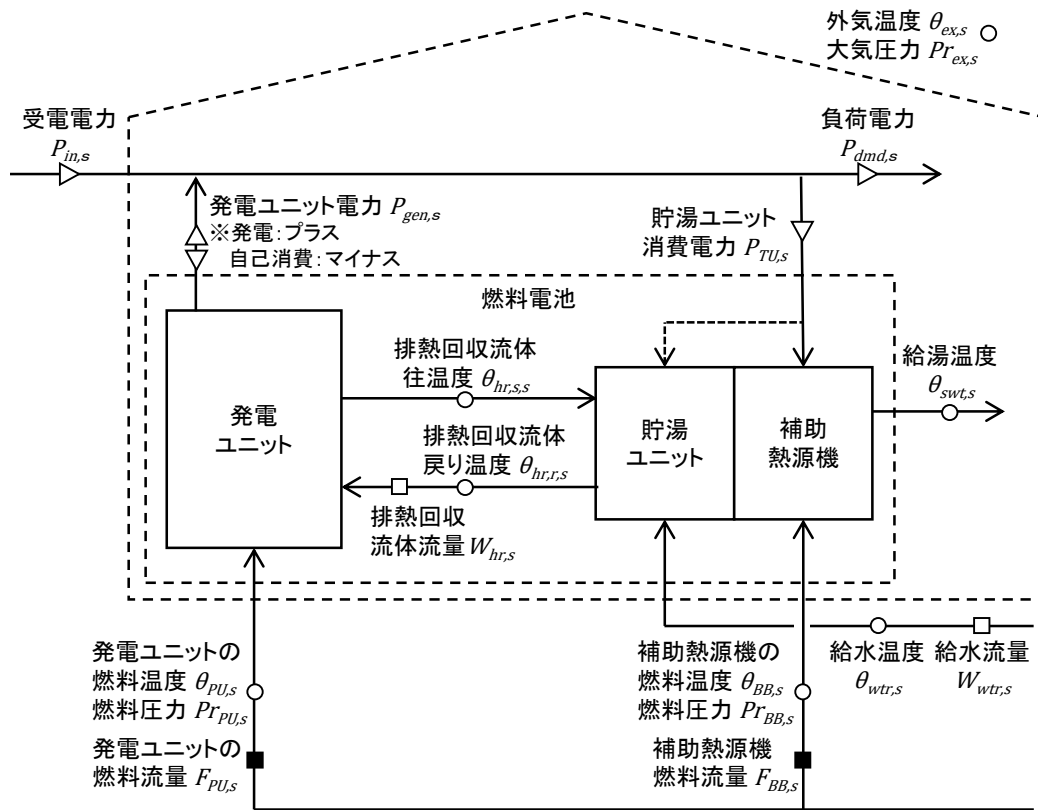 外気温度 θex,s
大気圧力 Prex,s
受電電力
Pin,s
負荷電力
Pdmd,s
発電ユニット電力 Pgen,s
※発電：プラス
自己消費：マイナス
貯湯ユニット
消費電力 PTU,s
燃料電池
排熱回収流体
往温度 θhr,s,s
給湯温度
θswt,s
発電
ユニット
排熱回収流体
戻り温度 θhr,r,s
貯湯
ユニット
補助
熱源機
排熱回収
流体流量 Whr,s
発電ユニットの
燃料温度 θPU,s
燃料圧力 PrPU,s
補助熱源機の
燃料温度 θBB,s
燃料圧力 PrBB,s
給水温度
θwtr,s
給水流量
Wwtr,s
発電ユニットの
燃料流量 FPU,s
補助熱源機
燃料流量 FBB,s